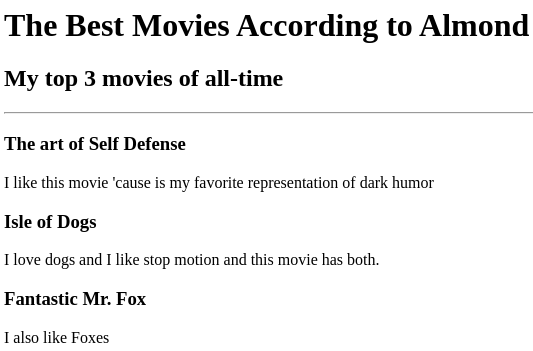 The Best Movies According to Almond
My top 3 movies of all-time
The art of Self Defense
I like this movie 'cause is my favorite representation of dark humor
Isle of Dogs
I love dogs and I like stop motion and this movie has both.
Fantastic Mr. Fox
I also like Foxes